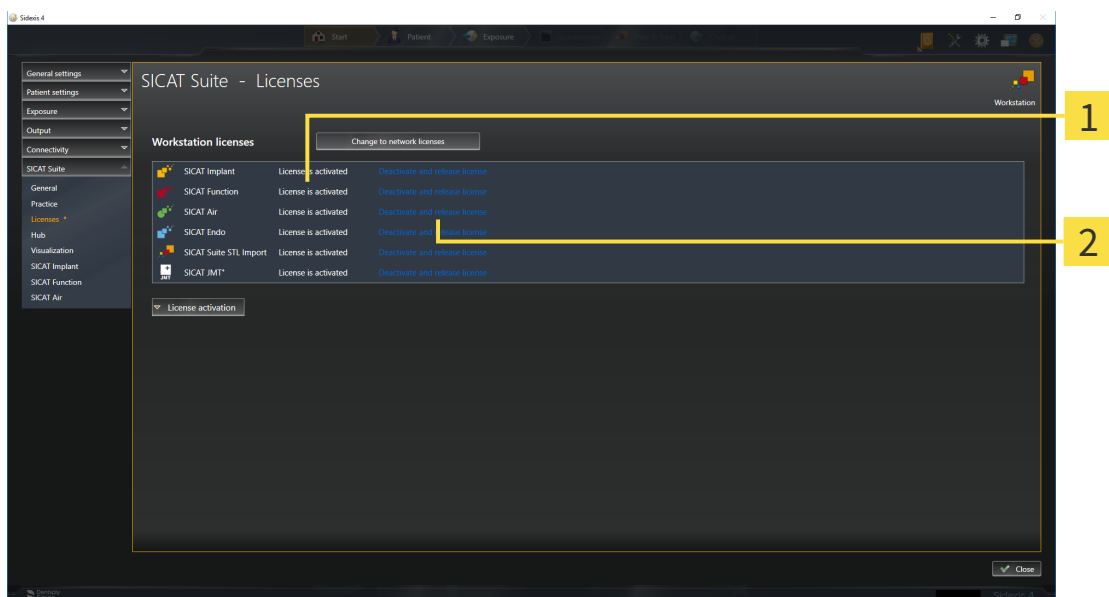 Sidexis 4
Start
Patient
Exposure
General settings
Patient settings
Exposure
Output
Connectivity
SICAT Suite
General
Practice
Licenses *
Hub
Visualization
SICAT Implant
SICAT Function
SICAT Air
SICAT Suite - Licenses
Workstation
Workstation licenses
Change to network licenses
SICAT Implant License is activated Deactivate and release license
SICAT Function License is activated Deactivate and release license
SICAT Air License is activated Deactivate and release license
SICAT Endo License is activated Deactivate and release license
SICAT Suite STL Import License is activated Deactivate and release license
JMT SICAT JMT* License is activated Deactivate and release license
License activation
1
2
Close
Dentsply
Sirona
Sidexis 4